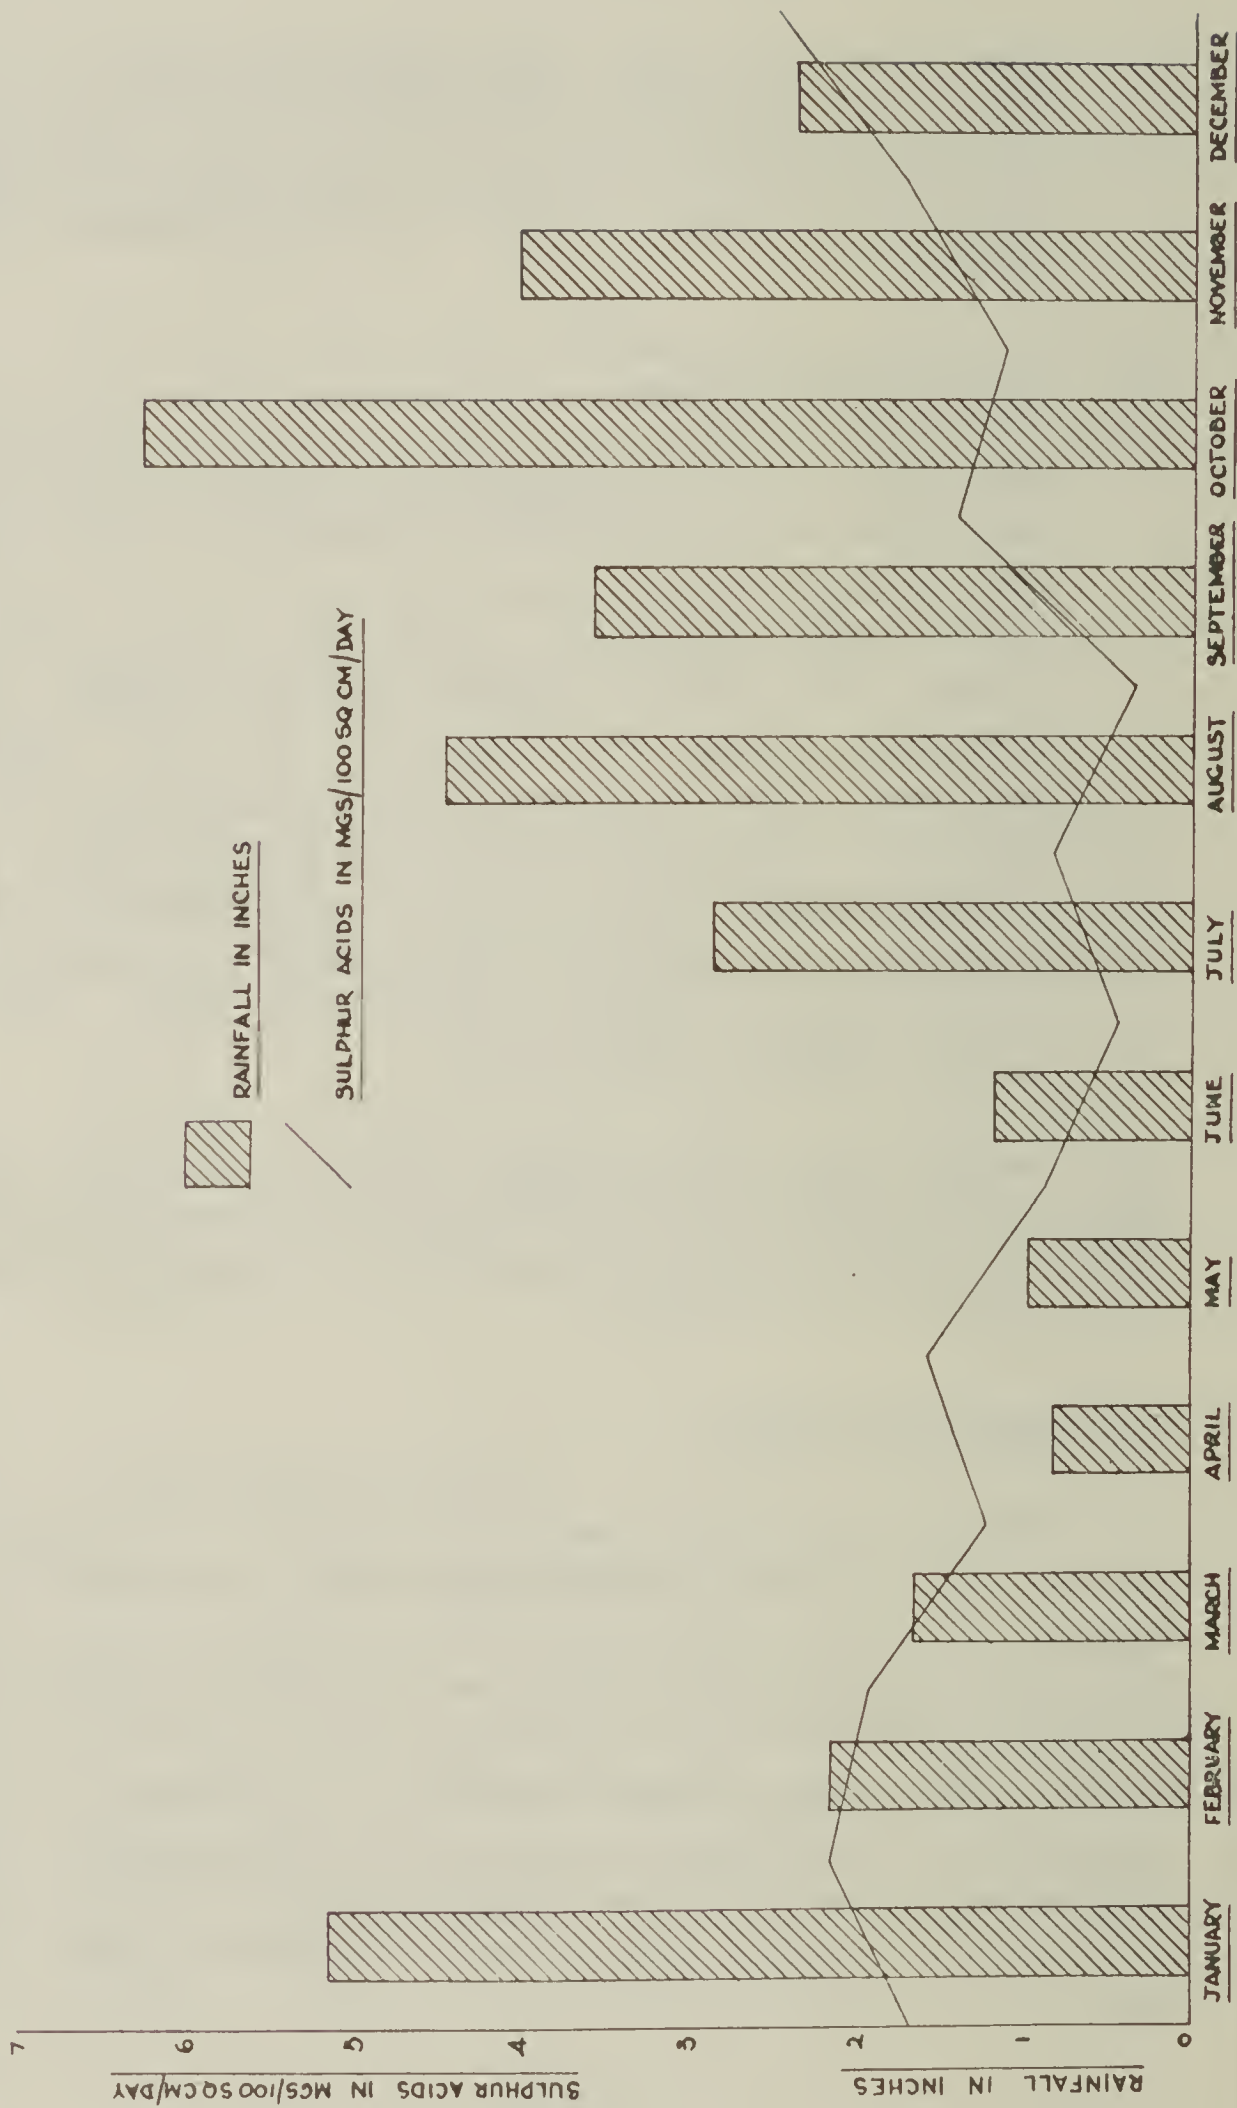 7
6
5
4
3
2
1
0
SULPHUR ACIDS IN MGS/100 SQ.CM/DAY
RAINFALL IN INCHES
RAINFALL IN INCHES
SULPHUR ACIDS IN MGS/100 SQ CM/DAY
JANUARY FEBRUARY MARCH APRIL MAY JUNE JULY AUGUST SEPTEMBER OCTOBER NOVEMBER DECEMBER